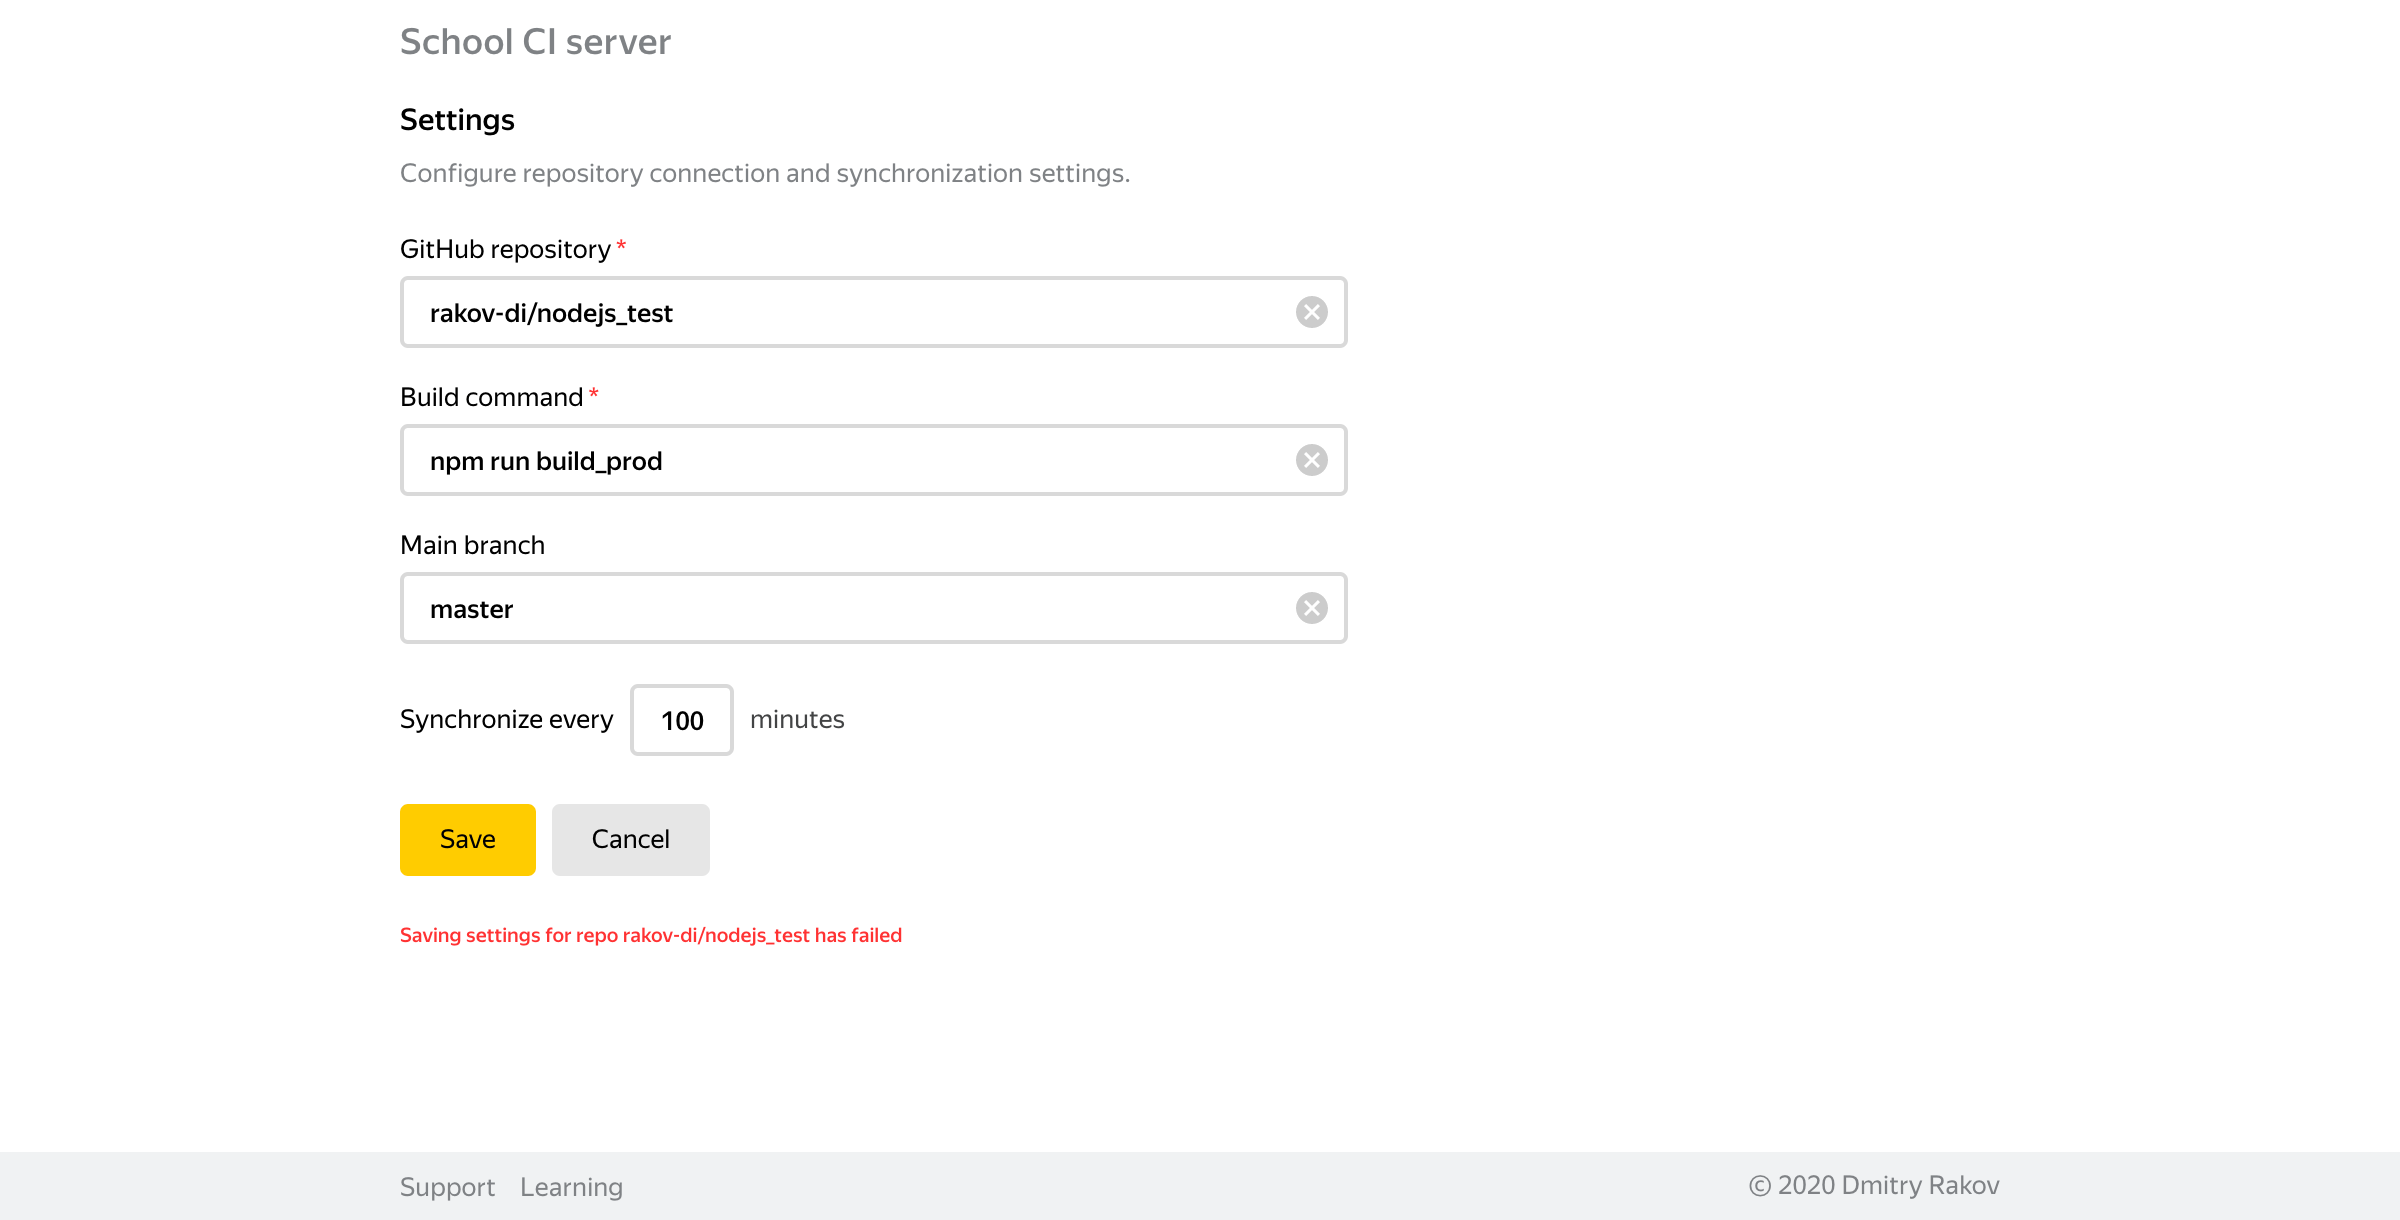 School CI server
Settings
Configure repository connection and synchronization settings.
GitHub repository *
rakov-di/nodejs_test
Build command *
npm run build_prod
Main branch
master
Synchronize every 100 minutes
Save Cancel
Saving settings for repo rakov-di/nodejs_test has failed
Support Learning © 2020 Dmitry Rakov